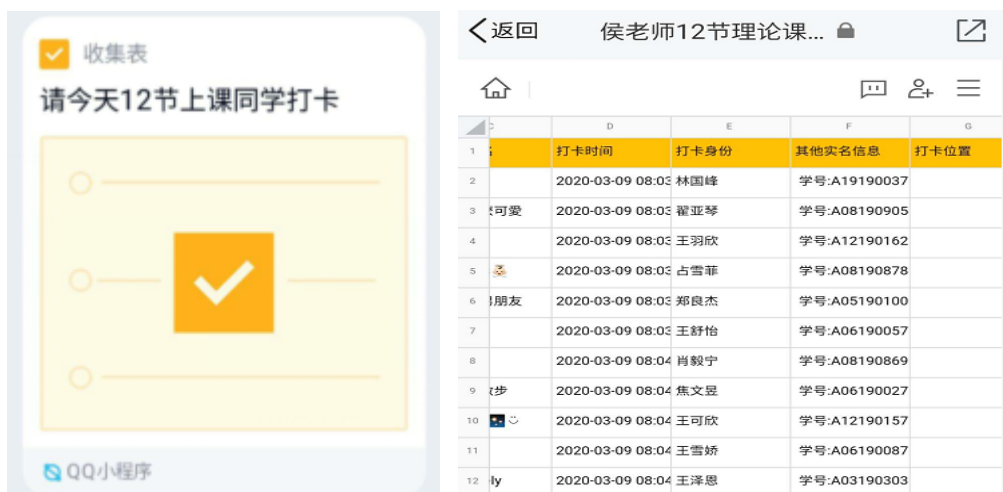 收集表
请今天12节上课同学打卡
QQ小程序
返回 侯老师12节理论课...
D E F G
1 打卡时间 打卡身份 其他实名信息 打卡位置
2 2020-03-09 08:03 林国峰 学号:A19190037
3 可愛 2020-03-09 08:03 翟亚琴 学号:A08190905
4 2020-03-09 08:03 王羽欣 学号:A12190162
5 2020-03-09 08:03 占雪菲 学号:A08190878
6 朋友 2020-03-09 08:03 郑良杰 学号:A05190100
7 2020-03-09 08:03 王舒怡 学号:A06190057
8 2020-03-09 08:04 肖毅宁 学号:A08190869
9 步 2020-03-09 08:04 焦文昱 学号:A06190027
10 2020-03-09 08:04 王可欣 学号:A12190157
11 2020-03-09 08:04 王雪娇 学号:A06190087
12 ly 2020-03-09 08:04 王泽恩 学号:A03190303